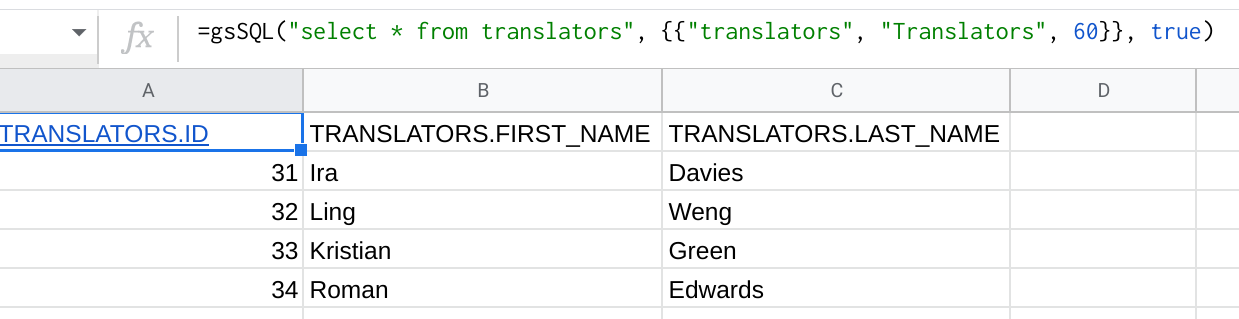 fx =gsSQL("select * from translators", {{"translators", "Translators", 60}}, true)
A B C D
TRANSLATORS.ID TRANSLATORS.FIRST_NAME TRANSLATORS.LAST_NAME
31 Ira Davies
32 Ling Weng
33 Kristian Green
34 Roman Edwards